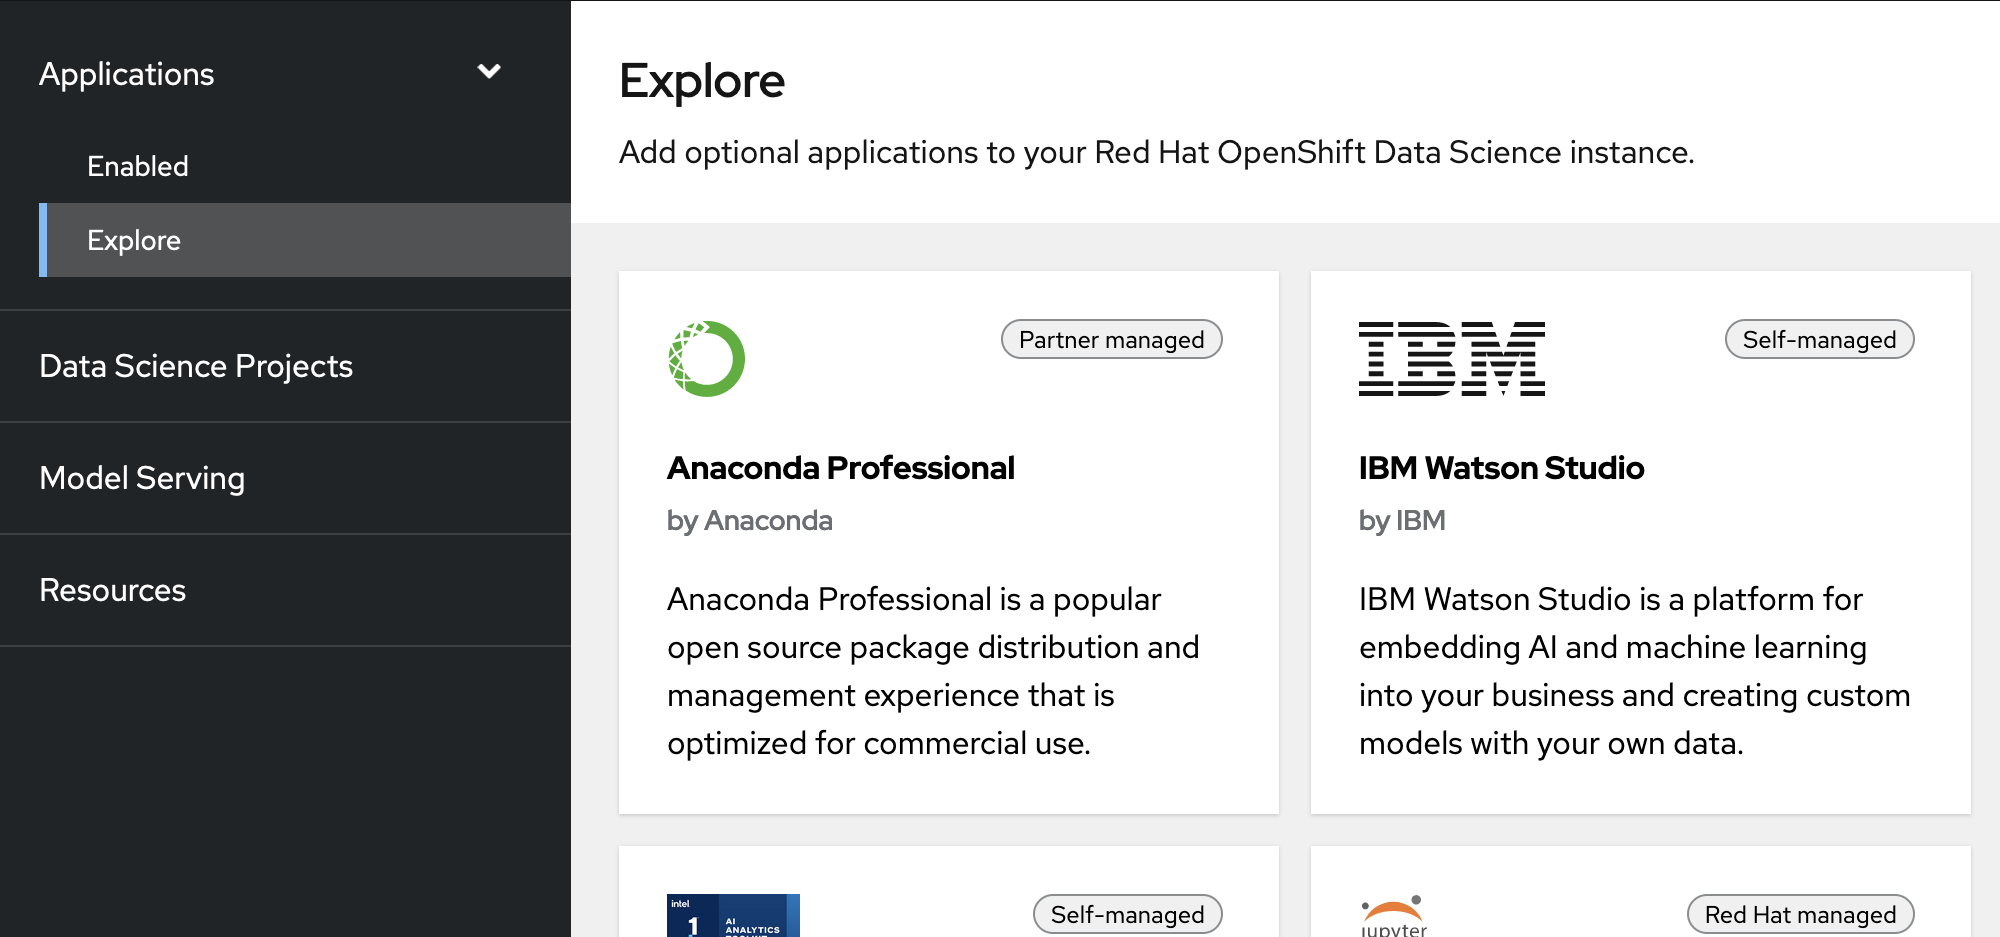 Applications
Enabled
Explore
Data Science Projects
Model Serving
Resources
Explore
Add optional applications to your Red Hat OpenShift Data Science instance.
Partner managed
Anaconda Professional
by Anaconda
Anaconda Professional is a popular
open source package distribution and
management experience that is
optimized for commercial use.
IBM
Self-managed
IBM Watson Studio
by IBM
IBM Watson Studio is a platform for
embedding AI and machine learning
into your business and creating custom
models with your own data.
intel
1
AI
ANALYTICS
Self-managed
jupyter
Red Hat managed